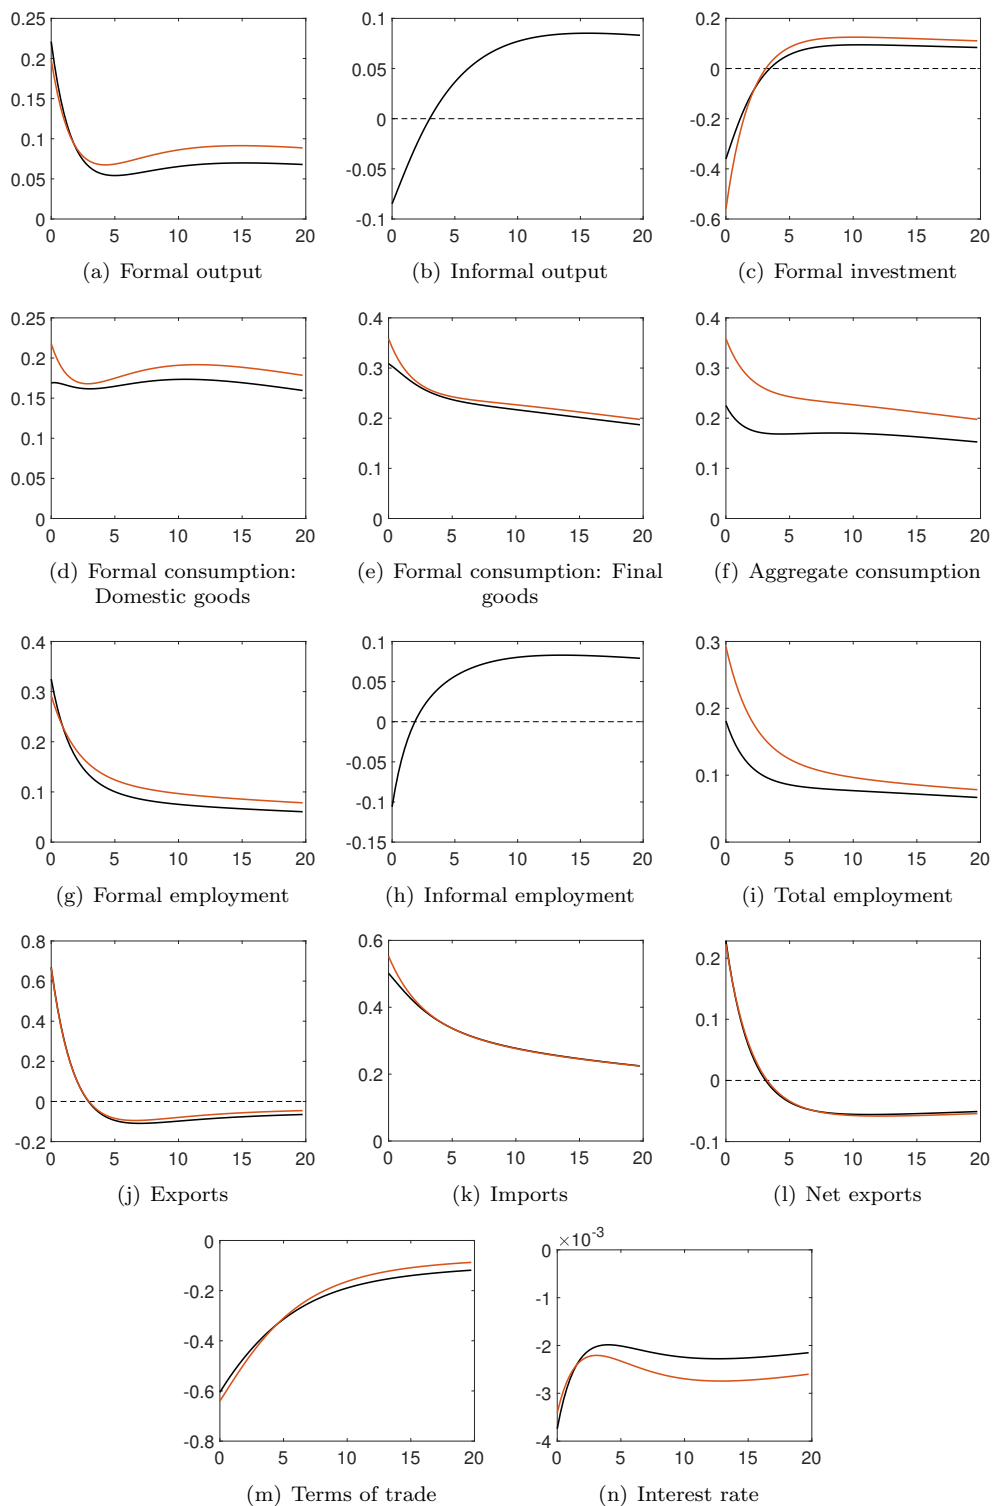 0.25
0.2
0.15
0.1
0.05
0
0 5 10 15 20
(a) Formal output
0.1
0.05
0
-0.05
-0.1
0 5 10 15 20
(b) Informal output
0.2
0
-0.2
-0.4
-0.6
0 5 10 15 20
(c) Formal investment
0.25
0.2
0.15
0.1
0.05
0
0 5 10 15 20
(d) Formal consumption:
Domestic goods
0.4
0.3
0.2
0.1
0
0 5 10 15 20
(e) Formal consumption: Final
goods
0.4
0.3
0.2
0.1
0
0 5 10 15 20
(f) Aggregate consumption
0.4
0.3
0.2
0.1
0
0 5 10 15 20
(g) Formal employment
0.1
0.05
0
-0.05
-0.1
-0.15
0 5 10 15 20
(h) Informal employment
0.3
0.2
0.1
0
0 5 10 15 20
(i) Total employment
0.8
0.6
0.4
0.2
0
-0.2
0 5 10 15 20
(j) Exports
0.6
0.4
0.2
0
0 5 10 15 20
(k) Imports
0.2
0.1
0
-0.1
0 5 10 15 20
(l) Net exports
0
-0.2
-0.4
-0.6
-0.8
0 5 10 15 20
(m) Terms of trade
×10⁻³
0
-1
-2
-3
-4
0 5 10 15 20
(n) Interest rate